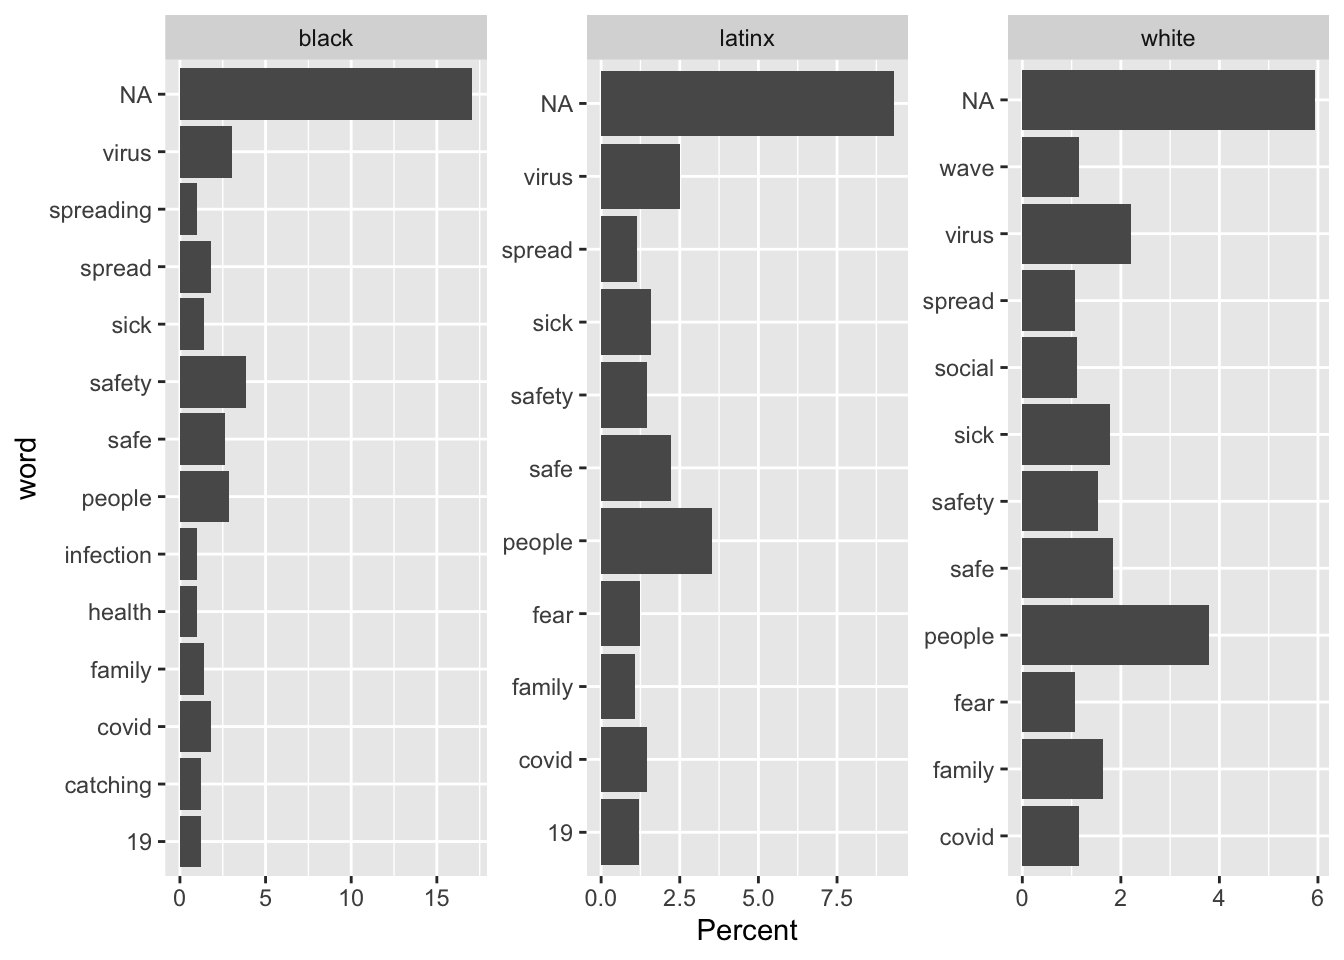 black
latinx
white
word
NA
virus
spreading
spread
sick
safety
safe
people
infection
health
family
covid
catching
19
0 5 10 15
NA
virus
spread
sick
safety
safe
people
fear
family
covid
19
0.0 2.5 5.0 7.5
NA
wave
virus
spread
social
sick
safety
safe
people
fear
family
covid
0 2 4 6
Percent